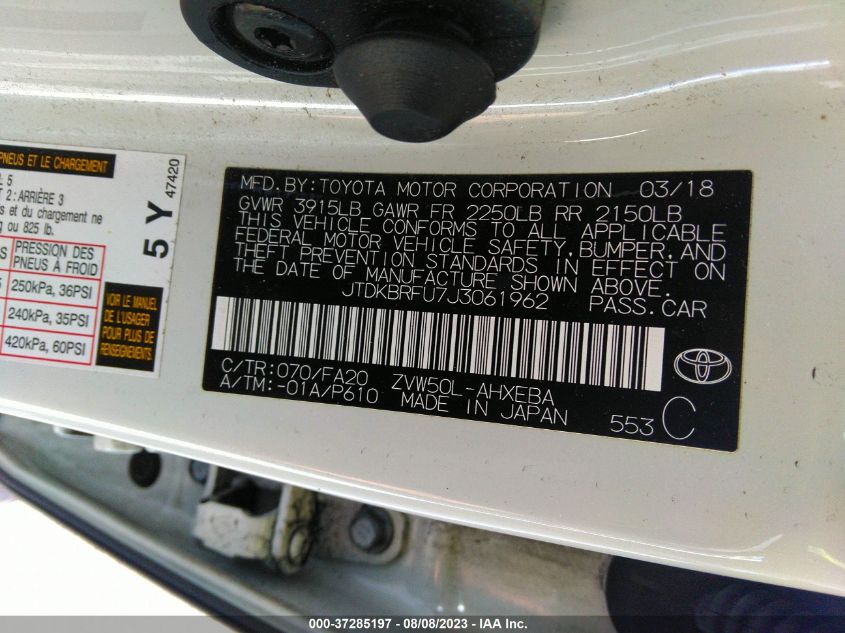 PNEUS ET LE CHARGEMENT
5
2: ARRIÈRE 3
et du chargement ne
ou 825 lb.
PRESSION DES
PNEUS À FROID
250kPa, 36PSI
240kPa, 35PSI
420kPa, 60PSI
5 Y
47420
VOIR LE MANUEL
DE L'USAGER
POUR PLUS DE
RENSEIGNEMENTS
MFD.BY:TOYOTA MOTOR CORPORATION 03/18
GVWR 3915LB GAWR FR 2250LB RR 2150LB
THIS VEHICLE CONFORMS TO ALL APPLICABLE
FEDERAL MOTOR VEHICLE SAFETY, BUMPER, AND
THEFT PREVENTION STANDARDS IN EFFECT ON
THE DATE OF MANUFACTURE SHOWN ABOVE.
JTDKBRFU7J3061962 PASS.CAR
C/TR:070/FA20 ZVW50L-AHXEBA
A/TM:-01A/P610 MADE IN JAPAN
553 C
000-37285197 - 08/08/2023 - IAA Inc.